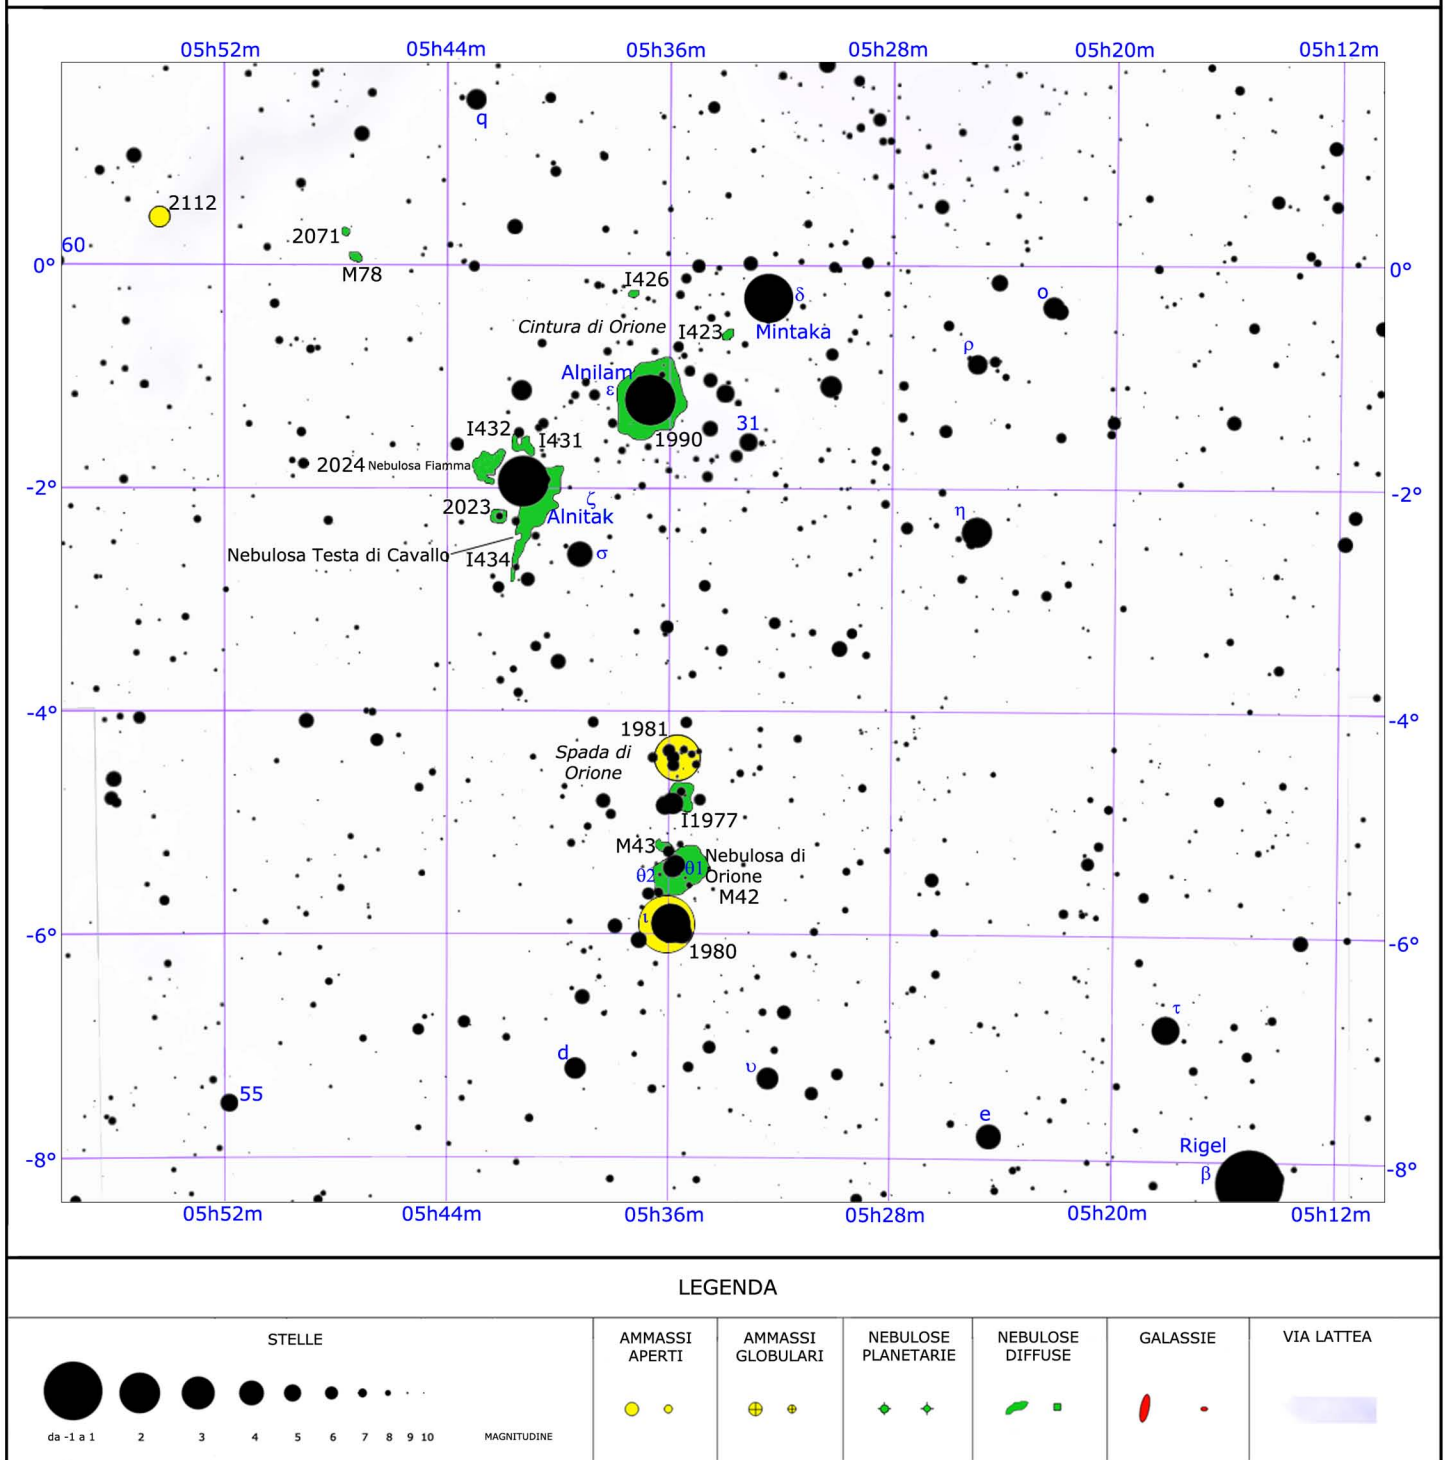 05h52m 05h44m 05h36m 05h28m 05h20m 05h12m
q
2112
2071
60
M78
0° 0°
I426
δ
ο
Cintura di Orione
I423
Mintaka
ρ
Alnilam
ε
31
I432
I431
1990
2024 Nebulosa Fiamma
-2° -2°
ζ
2023
Alnitak
η
Nebulosa Testa di Cavallo
I434
σ
-4° -4°
1981
Spada di
Orione
I1977
M43
Nebulosa di
θ2
θ1
Orione
M42
ι
-6° -6°
1980
τ
d
υ
55
e
Rigel
β
-8° -8°
05h52m 05h44m 05h36m 05h28m 05h20m 05h12m
LEGENDA
STELLE
da -1 a 1 2 3 4 5 6 7 8 9 10 MAGNITUDINE
AMMASSI
APERTI
AMMASSI
GLOBULARI
NEBULOSE
PLANETARIE
NEBULOSE
DIFFUSE
GALASSIE
VIA LATTEA